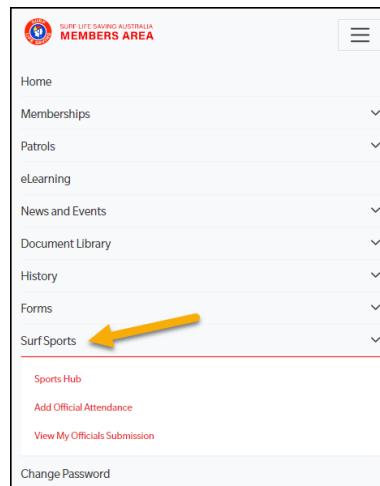 SURF LIFE SAVING AUSTRALIA
MEMBERS AREA
Home
Memberships
Patrols
eLearning
News and Events
Document Library
History
Forms
Surf Sports
Sports Hub
Add Official Attendance
View My Officials Submission
Change Password